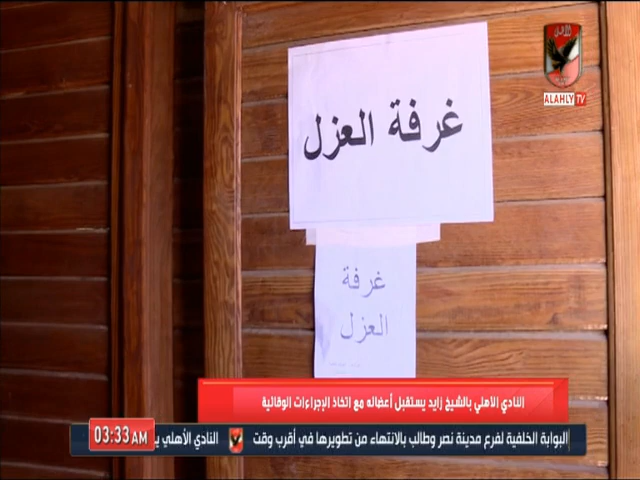 ALAHLY TV
غرفة العزل
غرفة
العزل
النادي الاهلي بالشيخ زايد يستقبل أعضائه مع اتخاذ الإجراءات الوقائية
البوابة الخلفية لفرع مدينة نصر وطالب بالانتهاء من تطويرها في أقرب وقت
النادي الأهلي يـ
03:33 AM